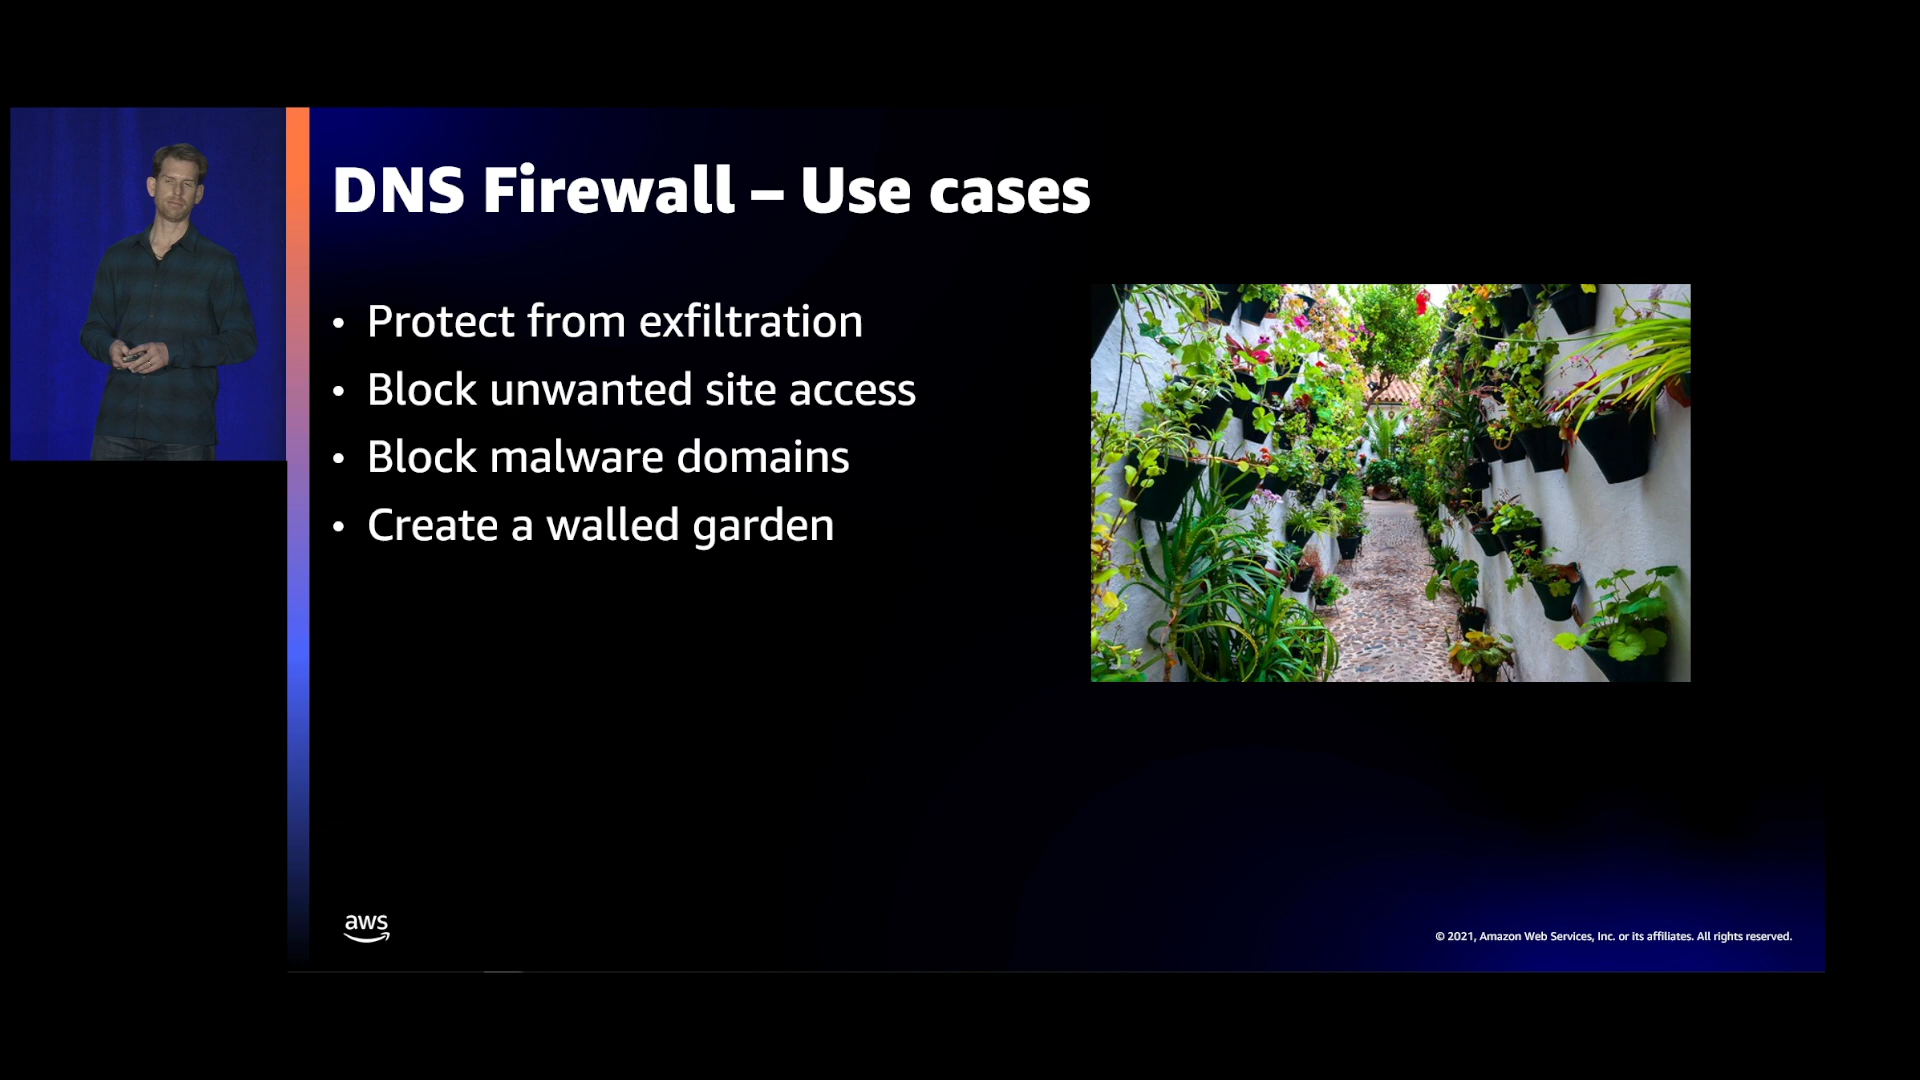 DNS Firewall – Use cases
• Protect from exfiltration
• Block unwanted site access
• Block malware domains
• Create a walled garden
aws
© 2021, Amazon Web Services, Inc. or its affiliates. All rights reserved.